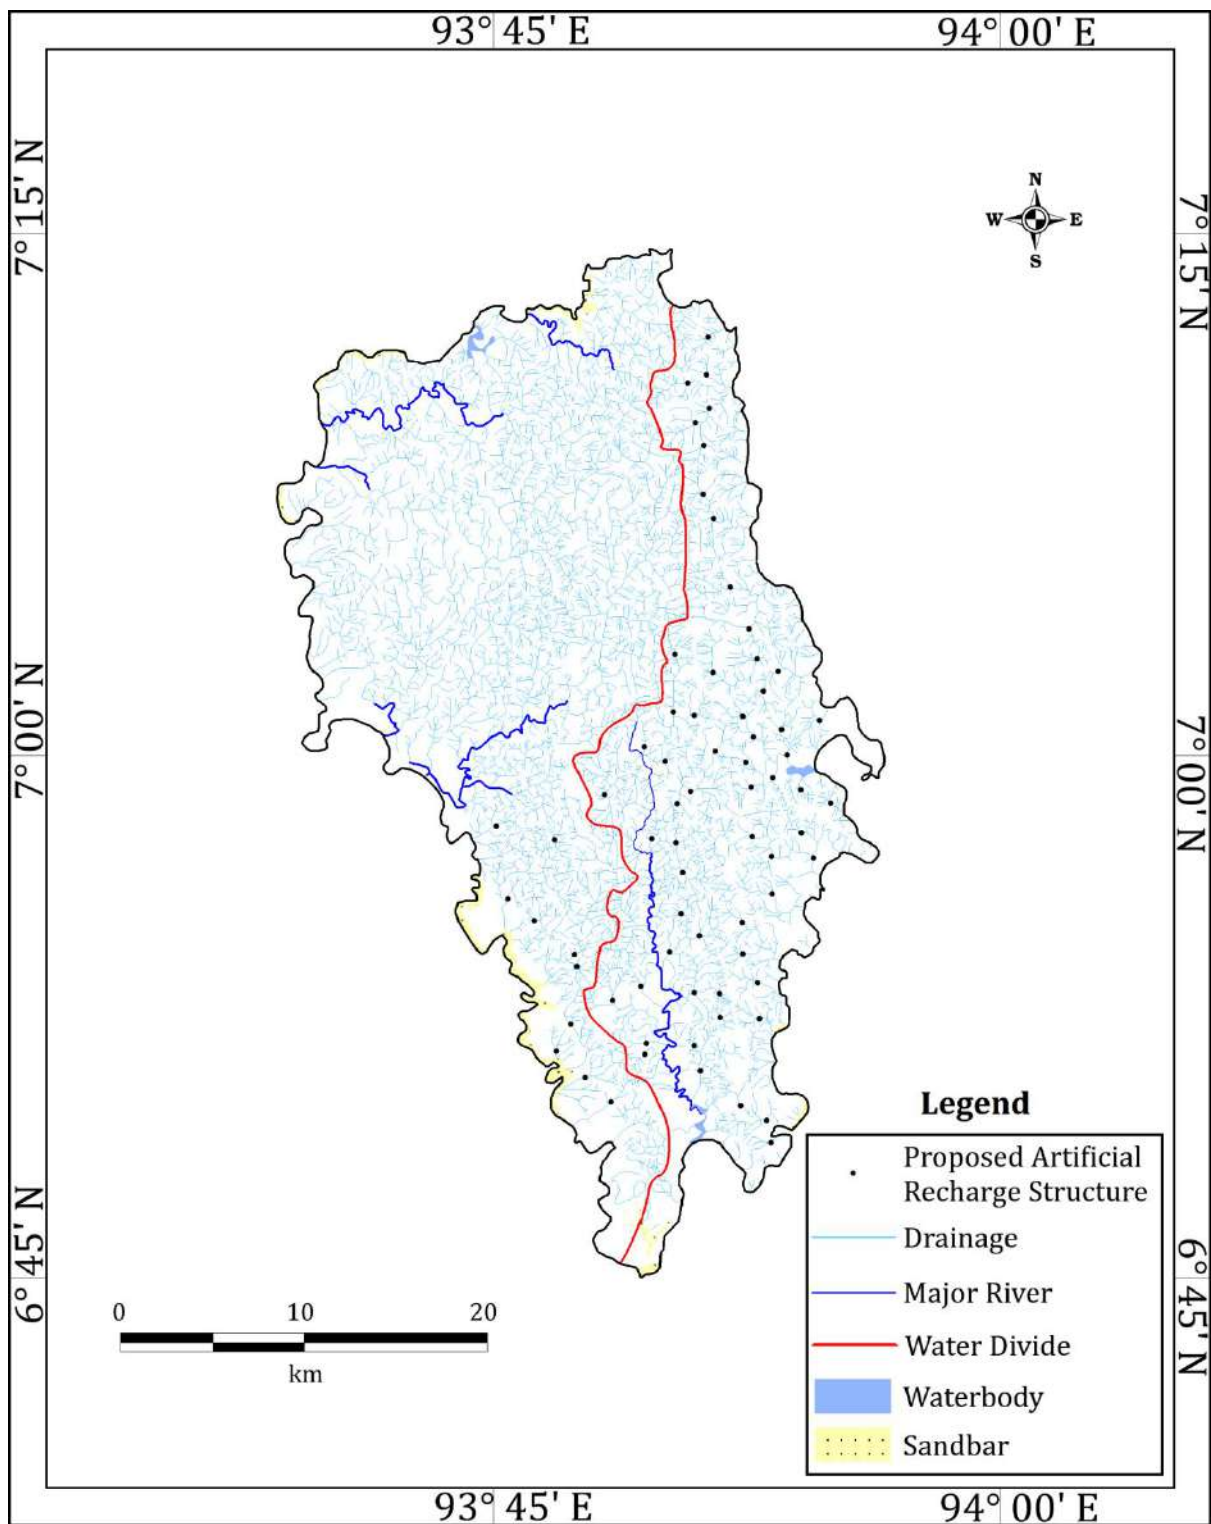 93° 45' E
94° 00' E
7° 15' N
7° 15' N
N
W
E
S
7° 00' N
7° 00' N
Legend
Proposed Artificial
Recharge Structure
Drainage
Major River
Water Divide
Waterbody
Sandbar
6° 45' N
6° 45' N
0
10
20
km
93° 45' E
94° 00' E